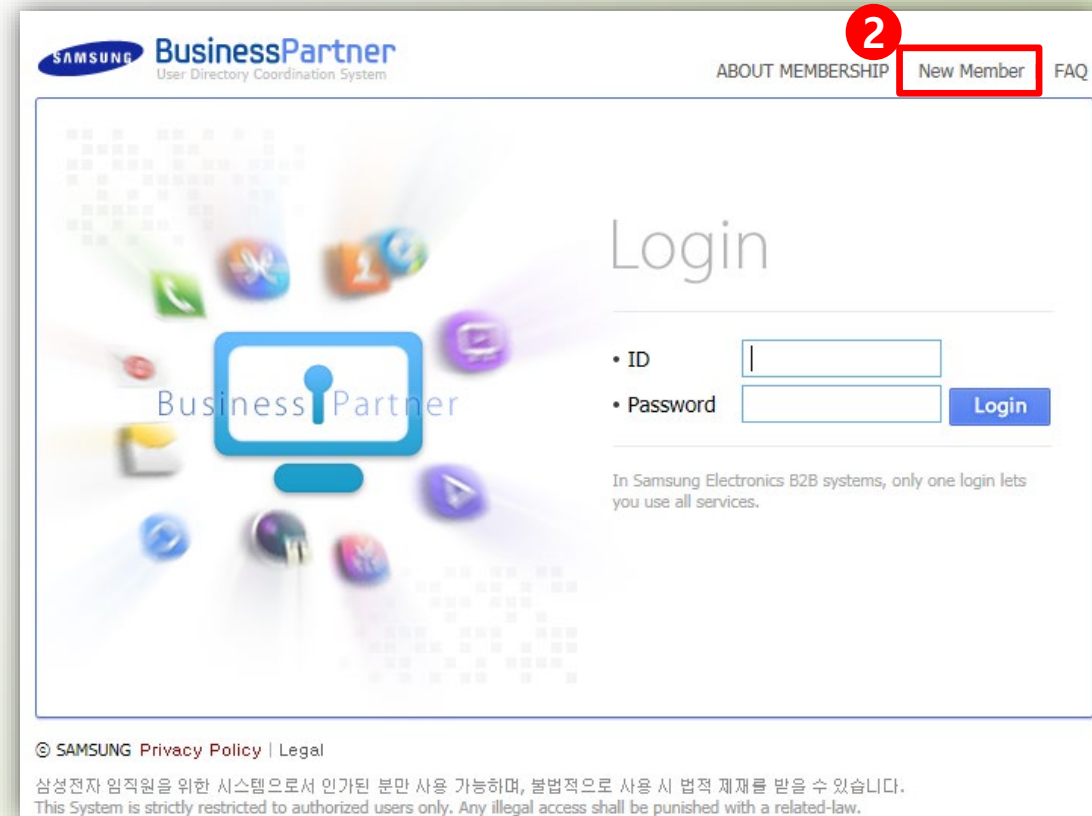 2
SAMSUNG BusinessPartner
User Directory Coordination System
ABOUT MEMBERSHIP New Member FAQ
Login
• ID
• Password Login
Business Partner
In Samsung Electronics B2B systems, only one login lets
you use all services.
ⓒ SAMSUNG Privacy Policy | Legal
삼성전자 임직원을 위한 시스템으로서 인가된 분만 사용 가능하며, 불법적으로 사용 시 법적 제재를 받을 수 있습니다.
This System is strictly restricted to authorized users only. Any illegal access shall be punished with a related-law.